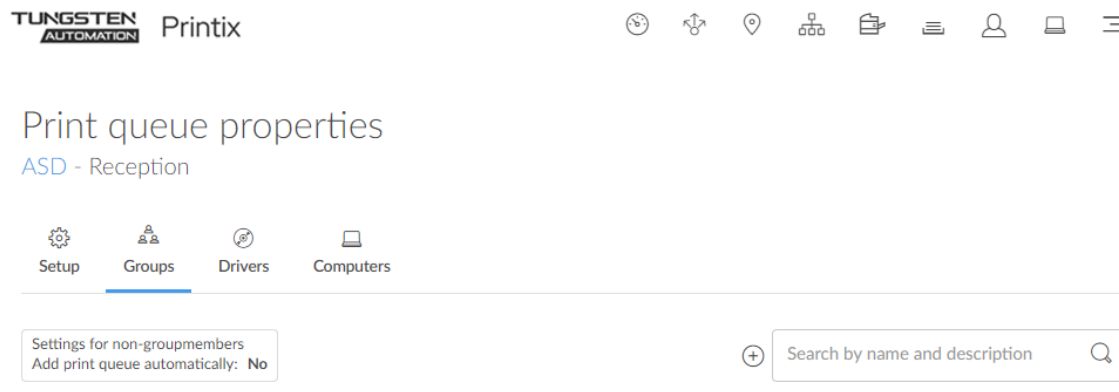 TUNGSTEN
AUTOMATION
Printix
Print queue properties
ASD - Reception
Setup Groups Drivers Computers
Settings for non-groupmembers
Add print queue automatically: No
Search by name and description